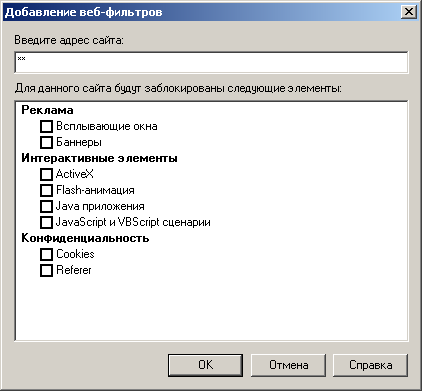 Добавление веб-фильтров
Введите адрес сайта:
**
Для данного сайта будут заблокированы следующие элементы:
Реклама
Всплывающие окна
Баннеры
Интерактивные элементы
ActiveX
Flash-анимация
Java приложения
JavaScript и VBScript сценарии
Конфиденциальность
Cookies
Referer
OK
Отмена
Справка